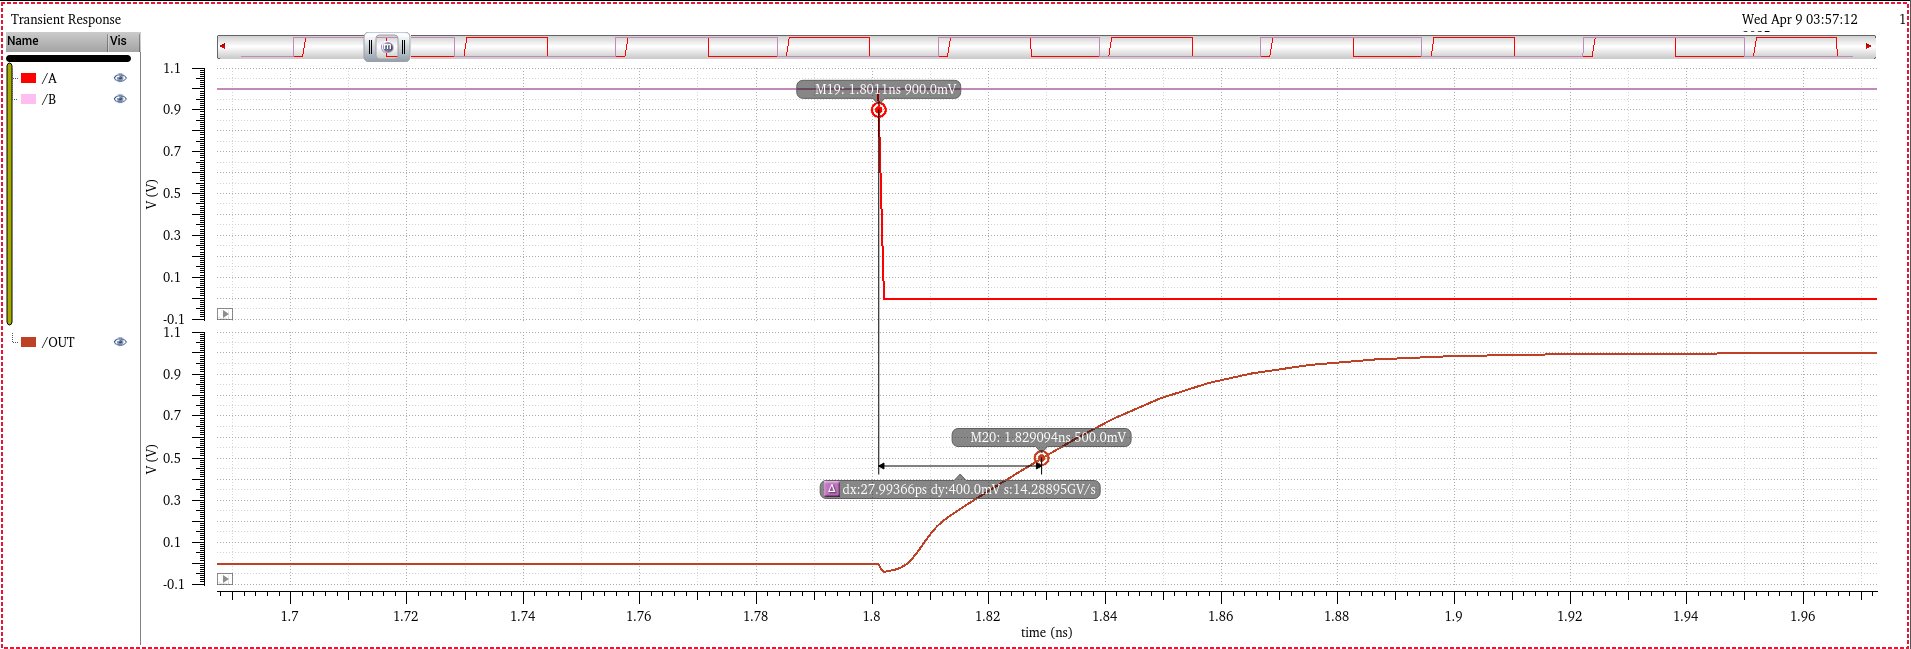 Transient Response
Wed Apr 9 03:57:12
1
Name Vis
/A
/B
/OUT
1.1
0.9
0.7
0.5
0.3
0.1
-0.1
V (V)
M19: 1.8011ns 900.0mV
1.1
0.9
0.7
0.5
0.3
0.1
-0.1
V (V)
M20: 1.829094ns 500.0mV
Δ dx:27.99366ps dy:400.0mV s:14.28895GV/s
1.7 1.72 1.74 1.76 1.78 1.8 1.82 1.84 1.86 1.88 1.9 1.92 1.94 1.96
time (ns)